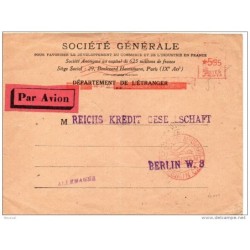 SOCIÉTÉ GÉNÉRALE
POUR FAVORISER LE DÉVELOPPEMENT DU COMMERCE ET DE L'INDUSTRIE EN FRANCE
Société Anonyme au capital de 625 millions de francs
Siège Social: 29, Boulevard Haussmann, Paris (IXe Arrt)
DÉPARTEMENT DE L'ÉTRANGER
Par Avion
M REICHS KREDIT GESELLSCHAFT
BERLIN W. 8
ALLEMAGNE